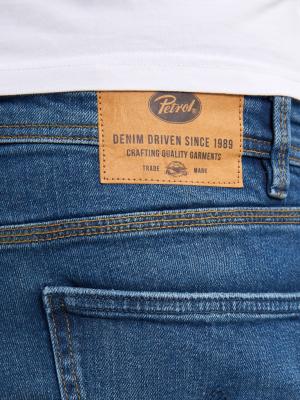 Petrol
DENIM DRIVEN SINCE 1989
CRAFTING QUALITY GARMENTS
TRADE MARK